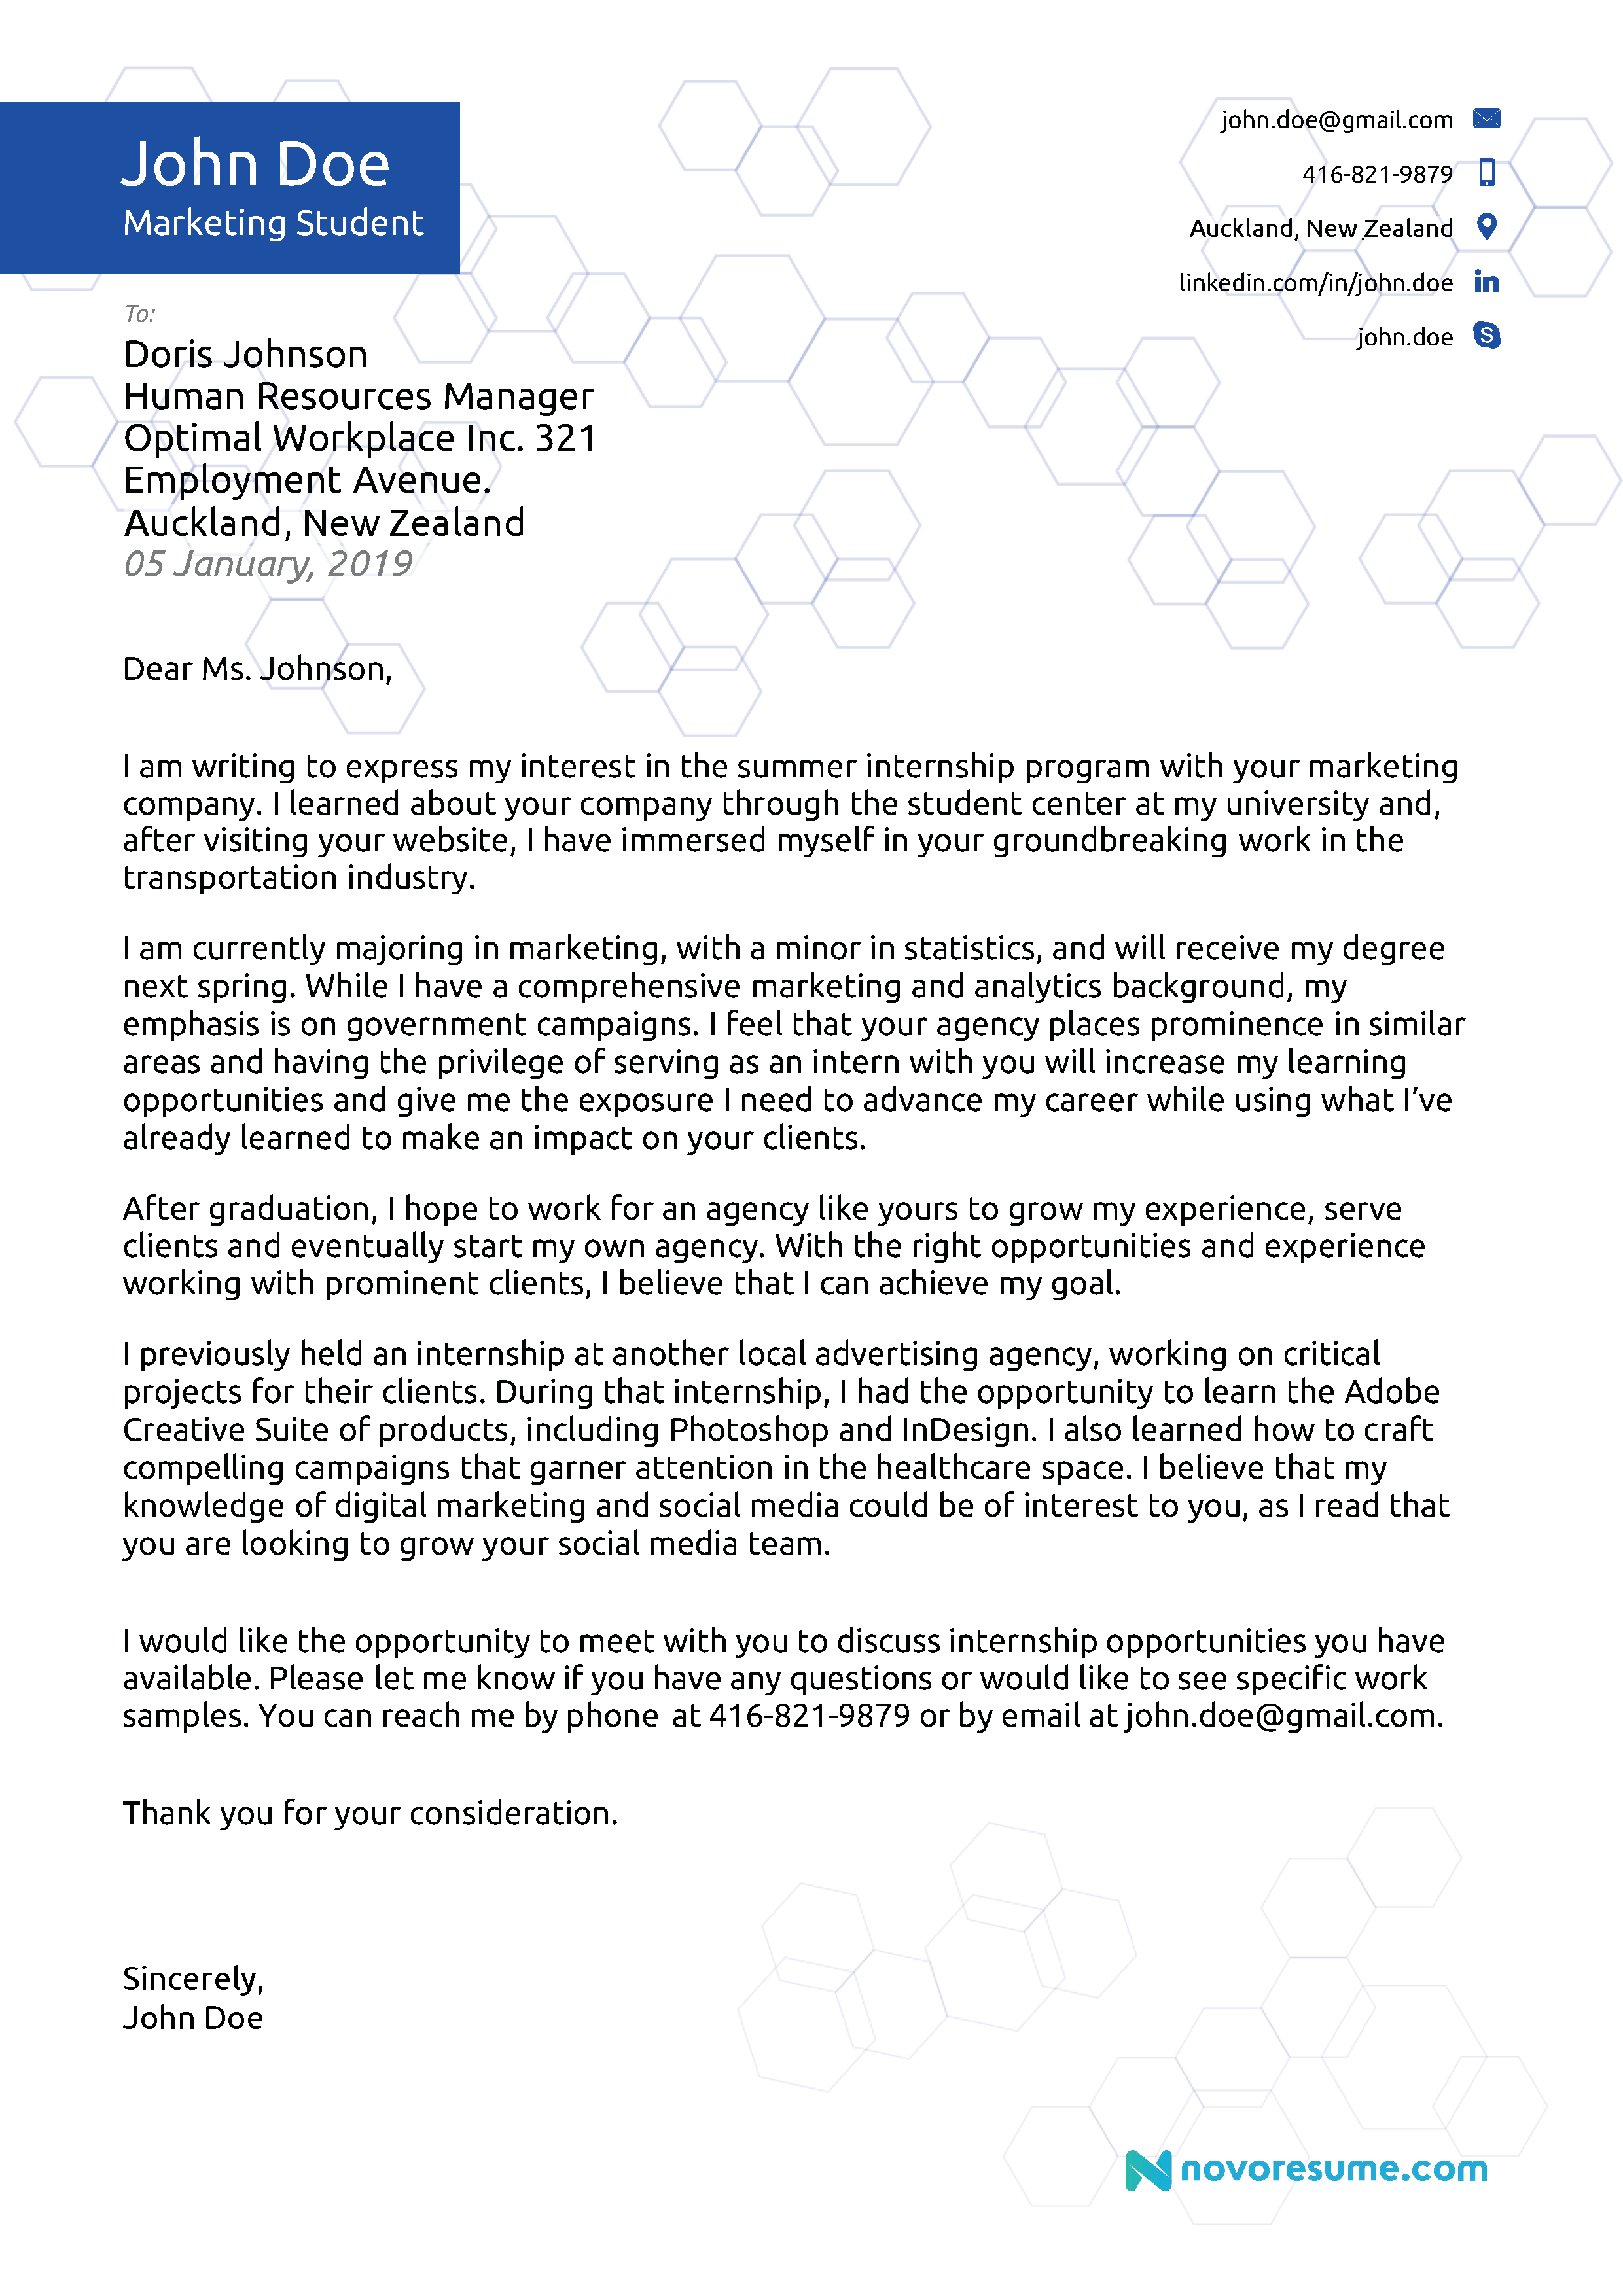 John Doe
Marketing Student
john.doe@gmail.com
416-821-9879
Auckland, New Zealand
linkedin.com/in/john.doe
john.doe
To:
Doris Johnson
Human Resources Manager
Optimal Workplace Inc. 321
Employment Avenue.
Auckland, New Zealand
05 January, 2019
Dear Ms. Johnson,
I am writing to express my interest in the summer internship program with your marketing
company. I learned about your company through the student center at my university and,
after visiting your website, I have immersed myself in your groundbreaking work in the
transportation industry.
I am currently majoring in marketing, with a minor in statistics, and will receive my degree
next spring. While I have a comprehensive marketing and analytics background, my
emphasis is on government campaigns. I feel that your agency places prominence in similar
areas and having the privilege of serving as an intern with you will increase my learning
opportunities and give me the exposure I need to advance my career while using what I’ve
already learned to make an impact on your clients.
After graduation, I hope to work for an agency like yours to grow my experience, serve
clients and eventually start my own agency. With the right opportunities and experience
working with prominent clients, I believe that I can achieve my goal.
I previously held an internship at another local advertising agency, working on critical
projects for their clients. During that internship, I had the opportunity to learn the Adobe
Creative Suite of products, including Photoshop and InDesign. I also learned how to craft
compelling campaigns that garner attention in the healthcare space. I believe that my
knowledge of digital marketing and social media could be of interest to you, as I read that
you are looking to grow your social media team.
I would like the opportunity to meet with you to discuss internship opportunities you have
available. Please let me know if you have any questions or would like to see specific work
samples. You can reach me by phone at 416-821-9879 or by email at john.doe@gmail.com.
Thank you for your consideration.
Sincerely,
John Doe
novoresume.com